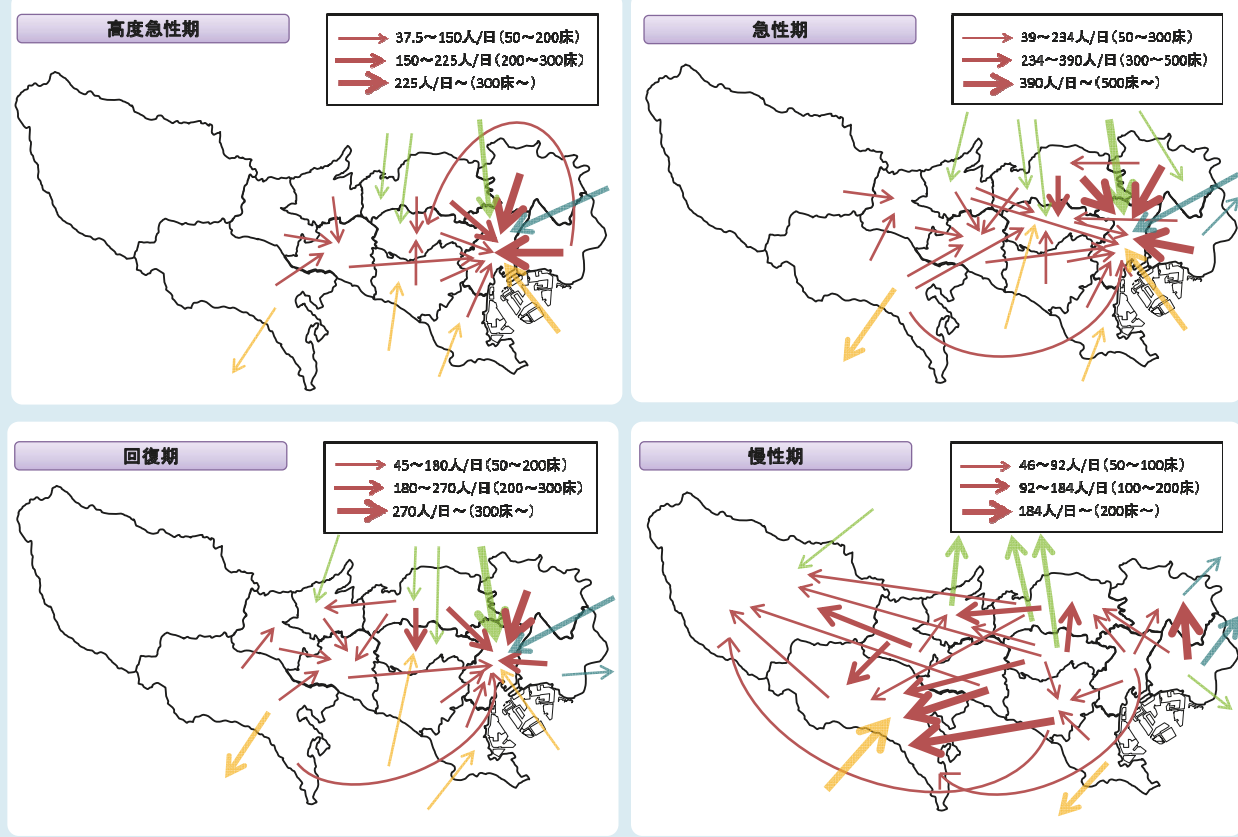 高度急性期
37.5～150人/日(50～200床)
150～225人/日(200～300床)
225人/日～(300床～)
急性期
39～234人/日(50～300床)
234～390人/日(300～500床)
390人/日～(500床～)
回復期
45～180人/日(50～200床)
180～270人/日(200～300床)
270人/日～(300床～)
慢性期
46～92人/日(50～100床)
92～184人/日(100～200床)
184人/日～(200床～)